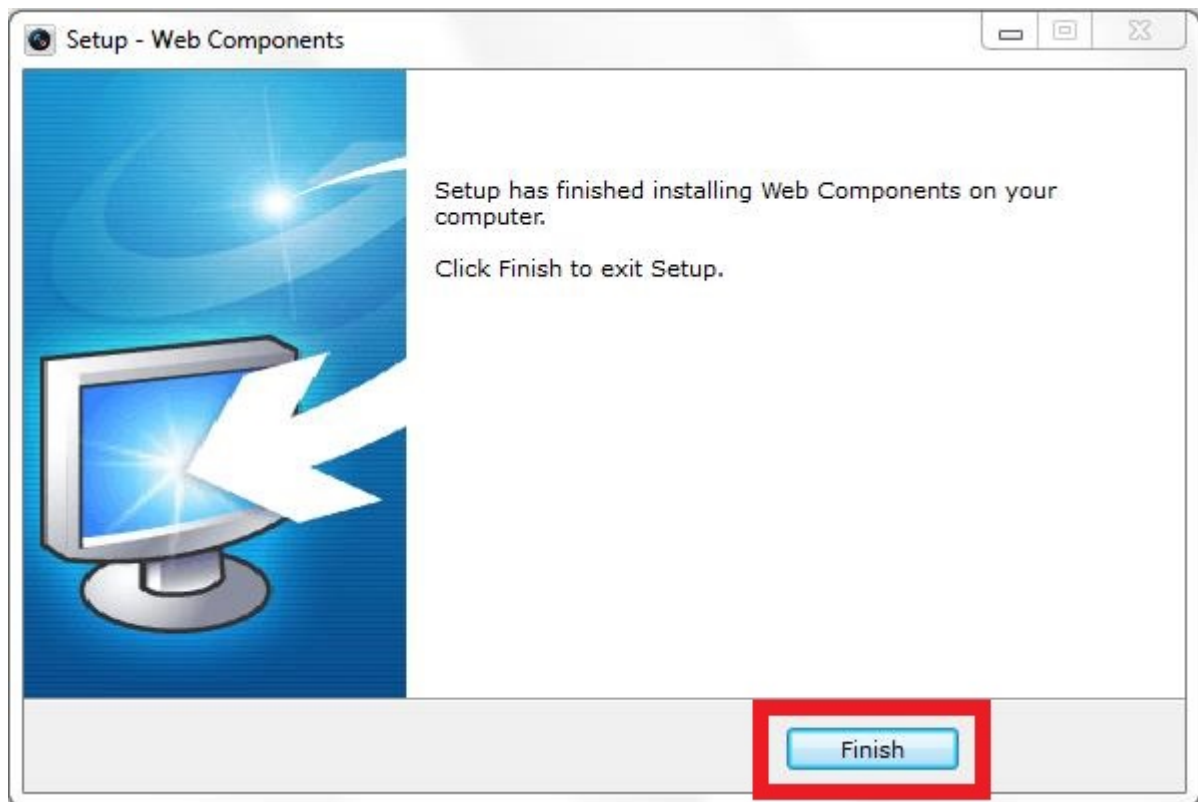 Setup - Web Components
Setup has finished installing Web Components on your
computer.
Click Finish to exit Setup.
Finish